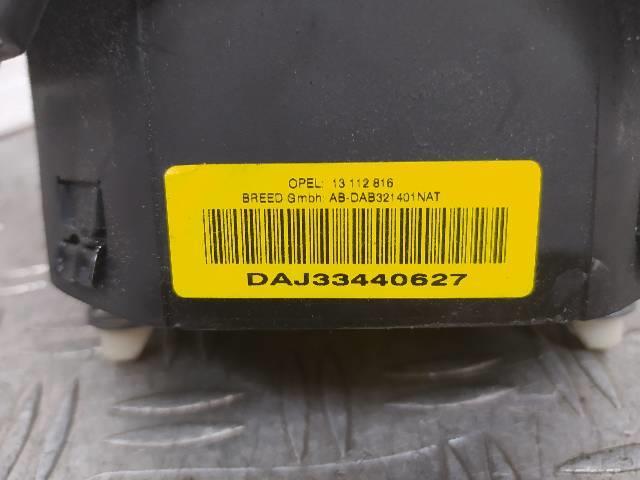 OPEL: 13 112 816
BREED Gmbh: AB-DAB321401NAT
DAJ33440627